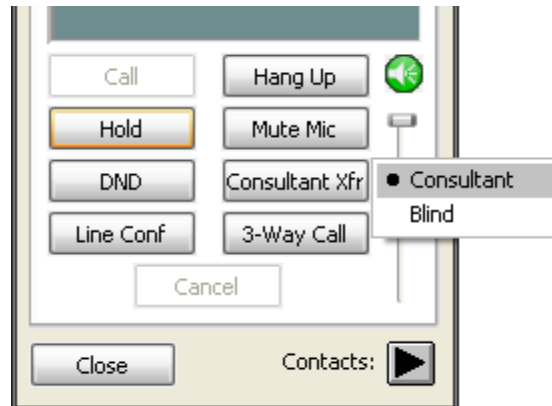 Call
Hang Up
Hold
Mute Mic
DND
Consultant Xfr
Consultant
Blind
Line Conf
3-Way Call
Cancel
Close
Contacts: